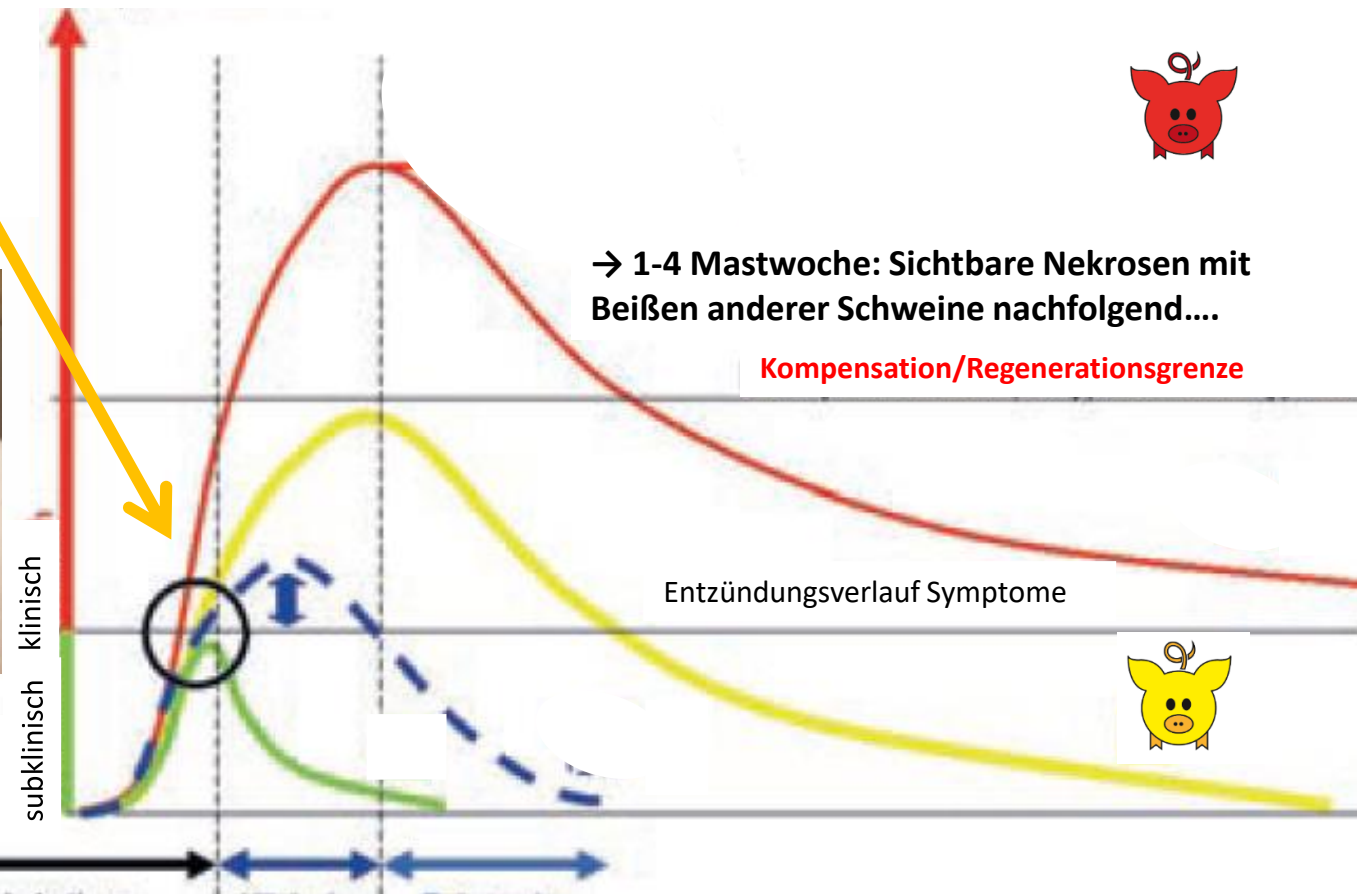 → 1-4 Mastwoche: Sichtbare Nekrosen mit
Beißen anderer Schweine nachfolgend....
Kompensation/Regenerationsgrenze
klinisch
Entzündungsverlauf Symptome
subklinisch